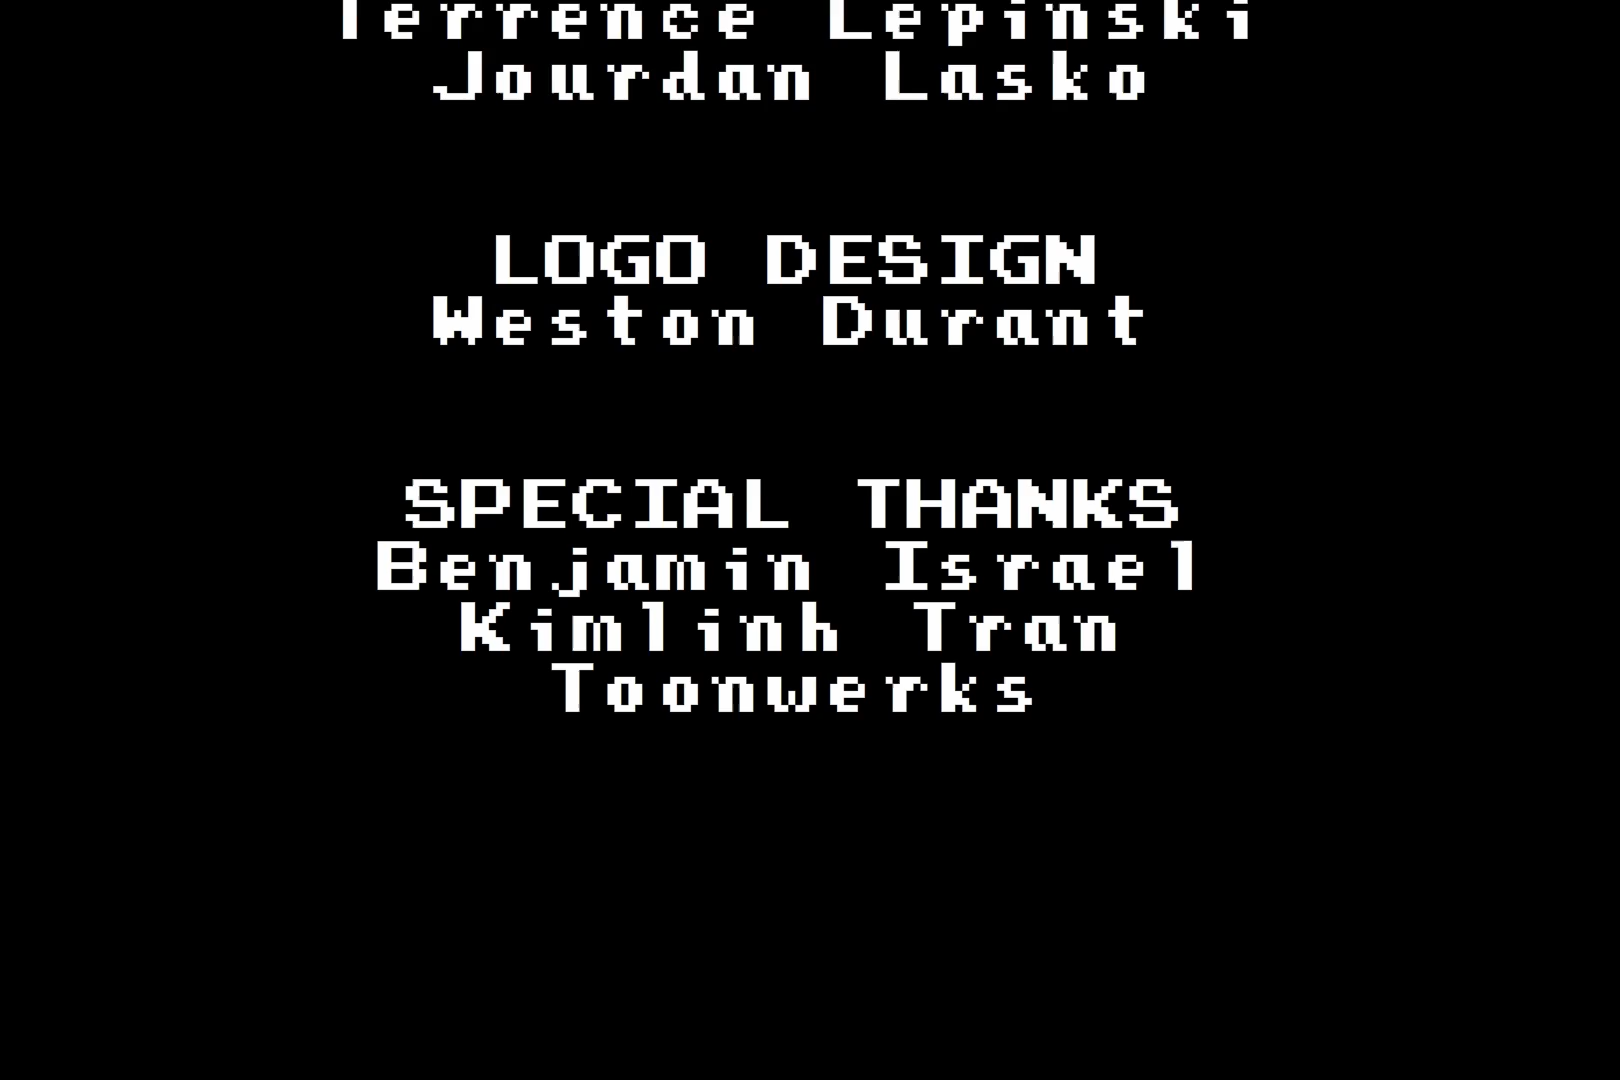 Terrence Lepinski
Jourdan Lasko
LOGO DESIGN
Weston Durant
SPECIAL THANKS
Benjamin Israel
Kimlinh Tran
Toonwerks